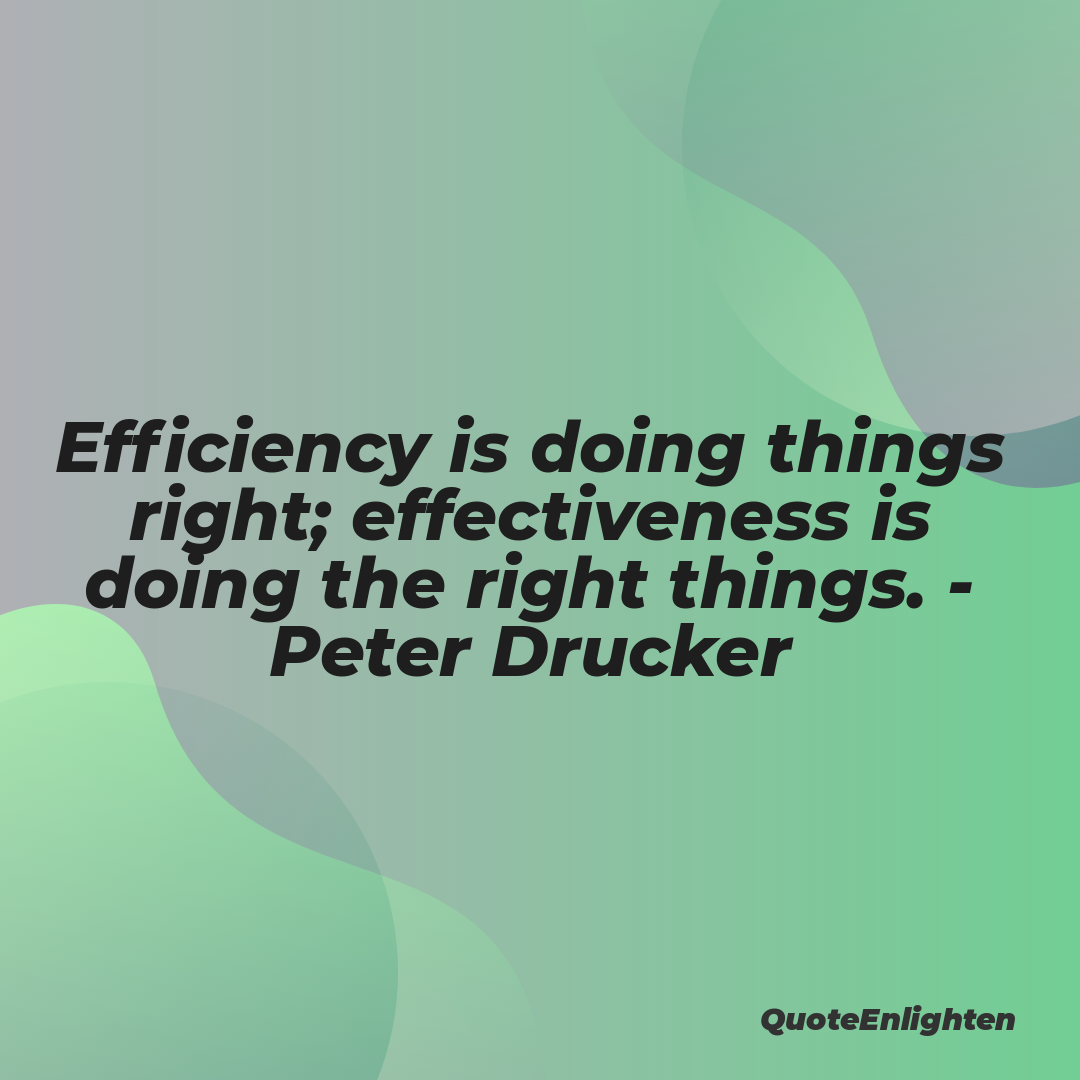 Efficiency is doing things
right; effectiveness is
doing the right things. -
Peter Drucker
QuoteEnlighten